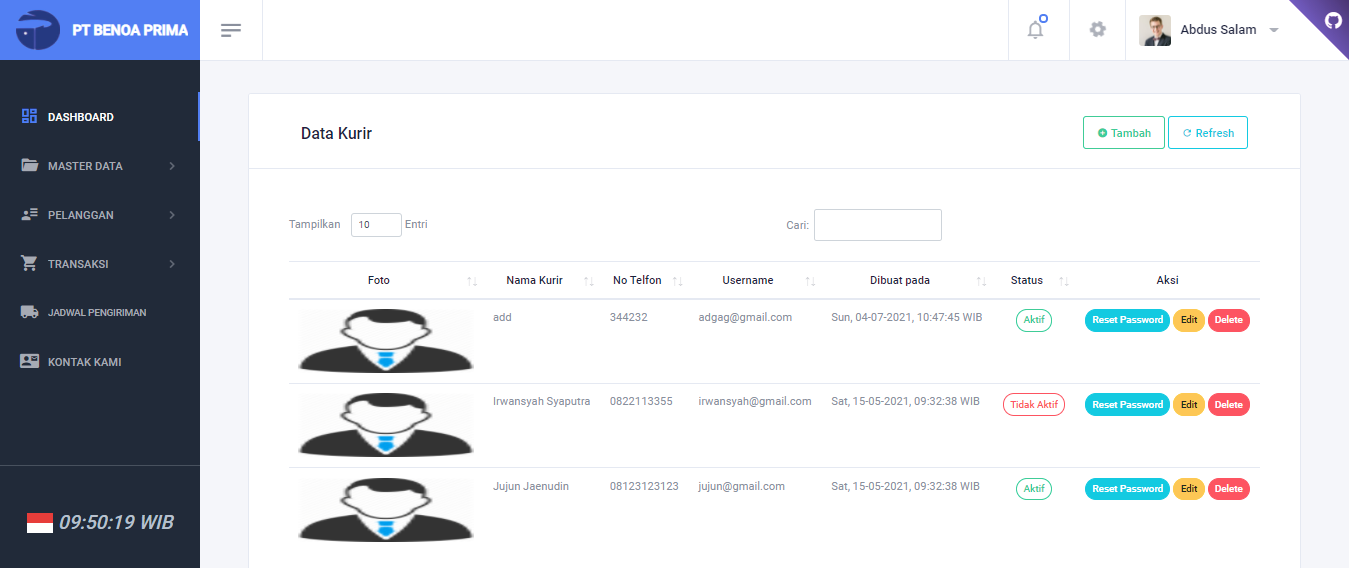 PT BENOA PRIMA
Abdus Salam
DASHBOARD
MASTER DATA
PELANGGAN
TRANSAKSI
JADWAL PENGIRIMAN
KONTAK KAMI
09:50:19 WIB
Data Kurir
Tambah Refresh
Tampilkan 10 Entri Cari:
Foto Nama Kurir No Telfon Username Dibuat pada Status Aksi
add 344232 adgag@gmail.com Sun, 04-07-2021, 10:47:45 WIB Aktif Reset Password Edit Delete
Irwansyah Syaputra 0822113355 irwansyah@gmail.com Sat, 15-05-2021, 09:32:38 WIB Tidak Aktif Reset Password Edit Delete
Jujun Jaenudin 08123123123 jujun@gmail.com Sat, 15-05-2021, 09:32:38 WIB Aktif Reset Password Edit Delete